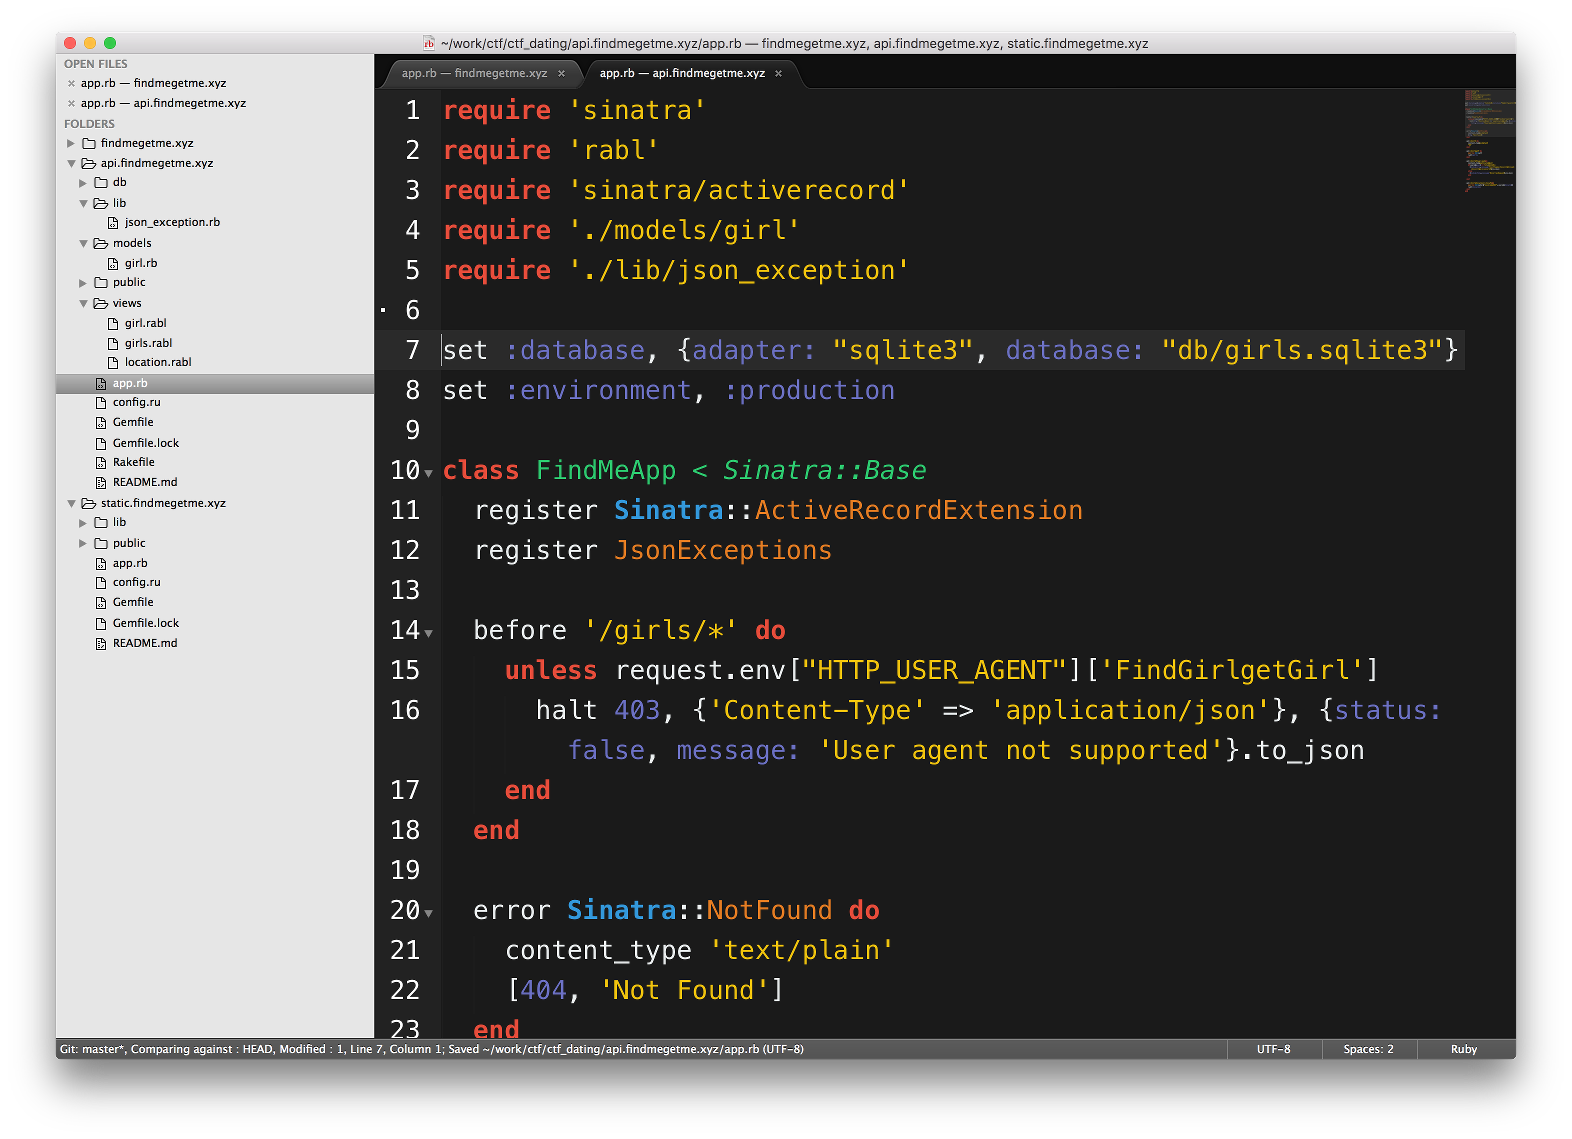 ~/work/ctf/ctf_dating/api.findmegetme.xyz/app.rb — findmegetme.xyz, api.findmegetme.xyz, static.findmegetme.xyz
OPEN FILES
× app.rb — findmegetme.xyz
× app.rb — api.findmegetme.xyz
FOLDERS
findmegetme.xyz
api.findmegetme.xyz
db
lib
json_exception.rb
models
girl.rb
public
views
girl.rabl
girls.rabl
location.rabl
app.rb
config.ru
Gemfile
Gemfile.lock
Rakefile
README.md
static.findmegetme.xyz
lib
public
app.rb
config.ru
Gemfile
Gemfile.lock
README.md
app.rb — findmegetme.xyz × app.rb — api.findmegetme.xyz ×
1 require 'sinatra'
2 require 'rabl'
3 require 'sinatra/activerecord'
4 require './models/girl'
5 require './lib/json_exception'
6
7 set :database, {adapter: "sqlite3", database: "db/girls.sqlite3"}
8 set :environment, :production
9
10 class FindMeApp < Sinatra::Base
11 register Sinatra::ActiveRecordExtension
12 register JsonExceptions
13
14 before '/girls/*' do
15 unless request.env["HTTP_USER_AGENT"]['FindGirlgetGirl']
16 halt 403, {'Content-Type' => 'application/json'}, {status:
false, message: 'User agent not supported'}.to_json
17 end
18 end
19
20 error Sinatra::NotFound do
21 content_type 'text/plain'
22 [404, 'Not Found']
23 end
Git: master*, Comparing against : HEAD, Modified : 1, Line 7, Column 1; Saved ~/work/ctf/ctf_dating/api.findmegetme.xyz/app.rb (UTF-8) UTF-8 Spaces: 2 Ruby